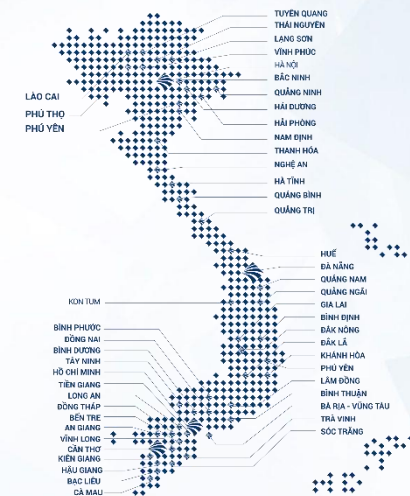 TUYÊN QUANG
THÁI NGUYÊN
LẠNG SƠN
VĨNH PHÚC
HÀ NỘI
BẮC NINH
QUẢNG NINH
HẢI DƯƠNG
HẢI PHÒNG
NAM ĐỊNH
THANH HÓA
NGHỆ AN
HÀ TĨNH
QUẢNG BÌNH
QUẢNG TRỊ
LÀO CAI
PHÚ THỌ
PHÚ YÊN
HUẾ
ĐÀ NẴNG
QUẢNG NAM
QUẢNG NGÃI
GIA LAI
BÌNH ĐỊNH
ĐĂK NÔNG
ĐĂK LĂ
KHÁNH HÒA
PHÚ YÊN
LÂM ĐỒNG
BÌNH THUẬN
BÀ RỊA - VŨNG TÀU
TRÀ VINH
SÓC TRĂNG
KON TUM
BÌNH PHƯỚC
ĐỒNG NAI
BÌNH DƯƠNG
TÂY NINH
HỒ CHÍ MINH
TIỀN GIANG
LONG AN
ĐỒNG THÁP
BẾN TRE
AN GIANG
VĨNH LONG
CẦN THƠ
KIÊN GIANG
HẬU GIANG
BẠC LIÊU
CÀ MAU